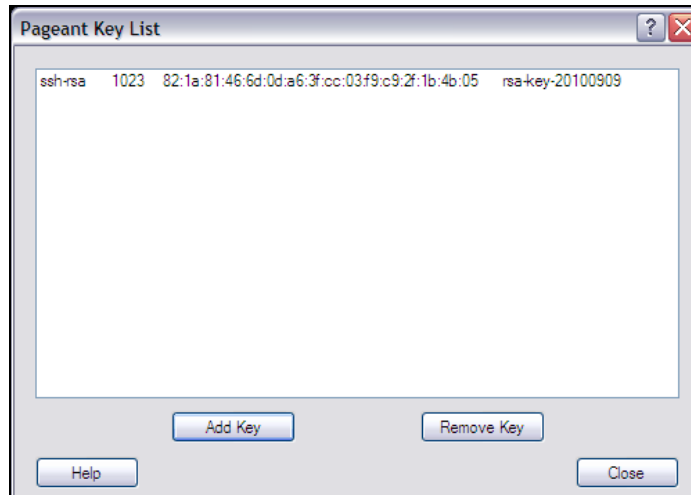 Pageant Key List
ssh-rsa 1023 82:1a:81:46:6d:0d:a6:3f:cc:03:f9:c9:2f:1b:4b:05 rsa-key-20100909
Add Key Remove Key
Help Close